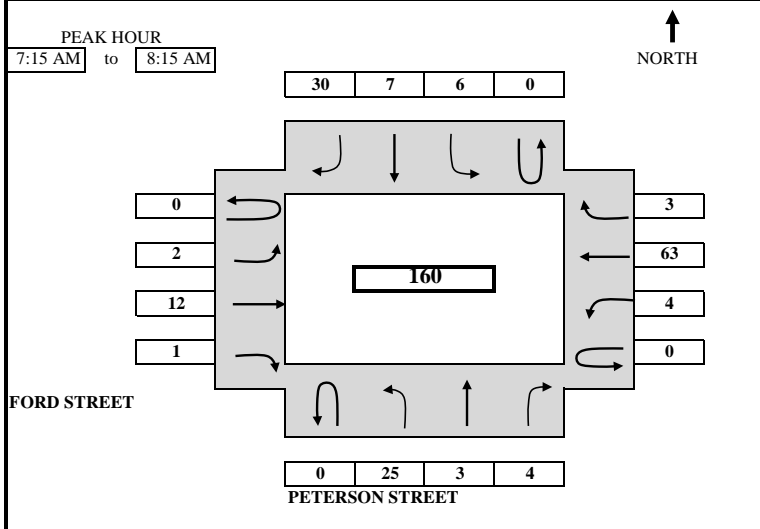 PEAK HOUR
7:15 AM to 8:15 AM
NORTH
30 7 6 0
0 3
2 63
160
12 4
1 0
FORD STREET
0 25 3 4
PETERSON STREET